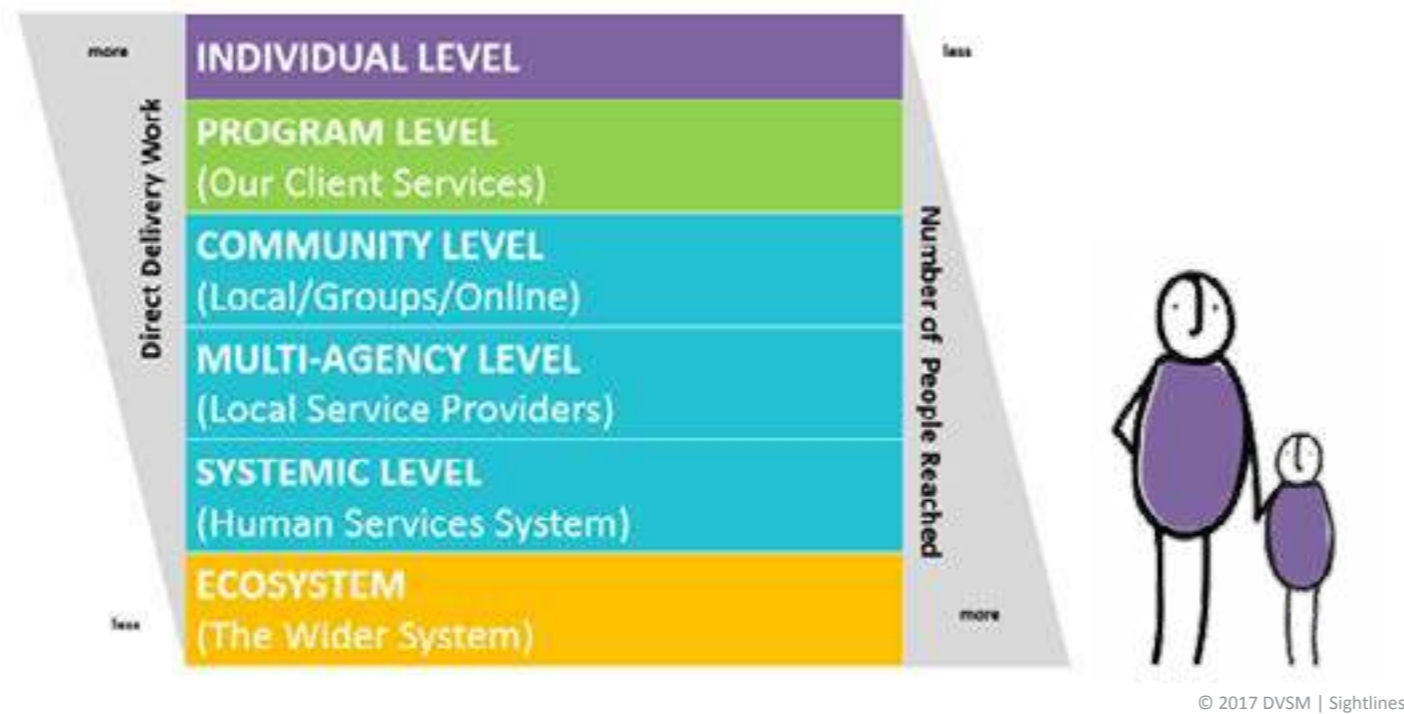 more
less
Direct Delivery Work
INDIVIDUAL LEVEL
PROGRAM LEVEL
(Our Client Services)
COMMUNITY LEVEL
(Local/Groups/Online)
MULTI-AGENCY LEVEL
(Local Service Providers)
SYSTEMIC LEVEL
(Human Services System)
ECOSYSTEM
(The Wider System)
Number of People Reached
less
more
© 2017 DVSM | Sightlines